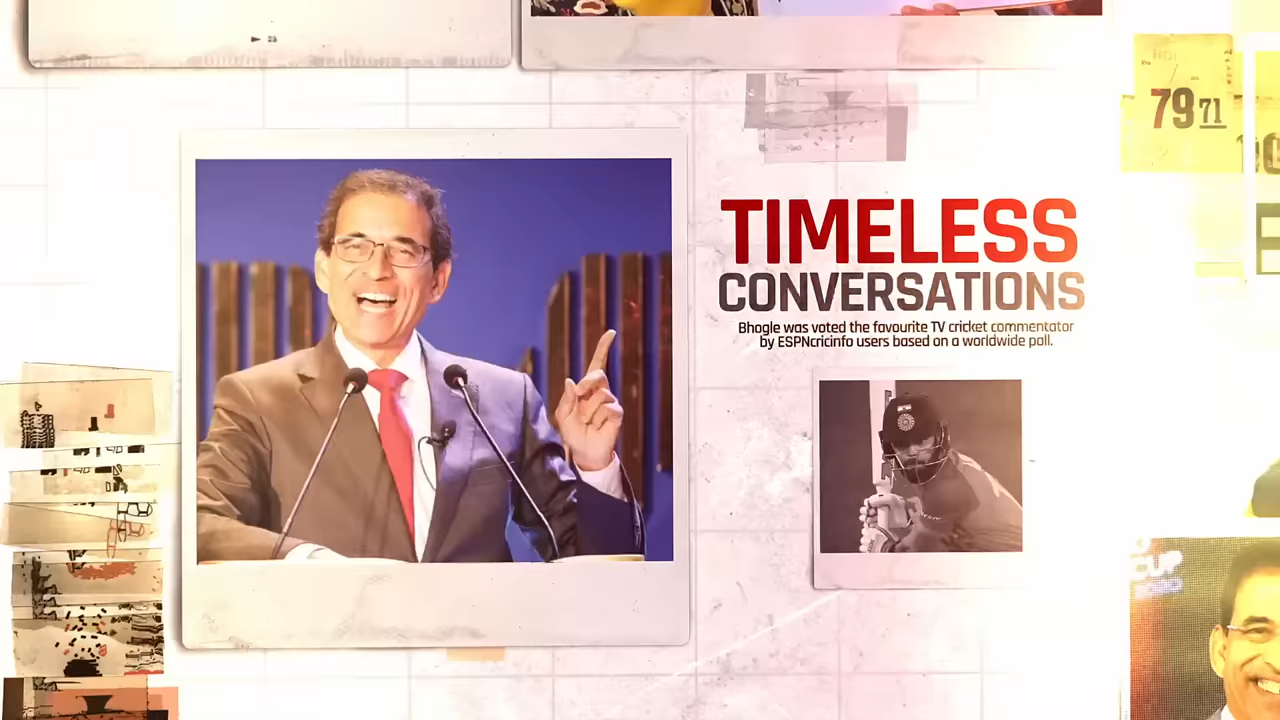 79 71
TIMELESS
CONVERSATIONS
Bhogle was voted the favourite TV cricket commentator
by ESPNcricinfo users based on a worldwide poll.
CUP